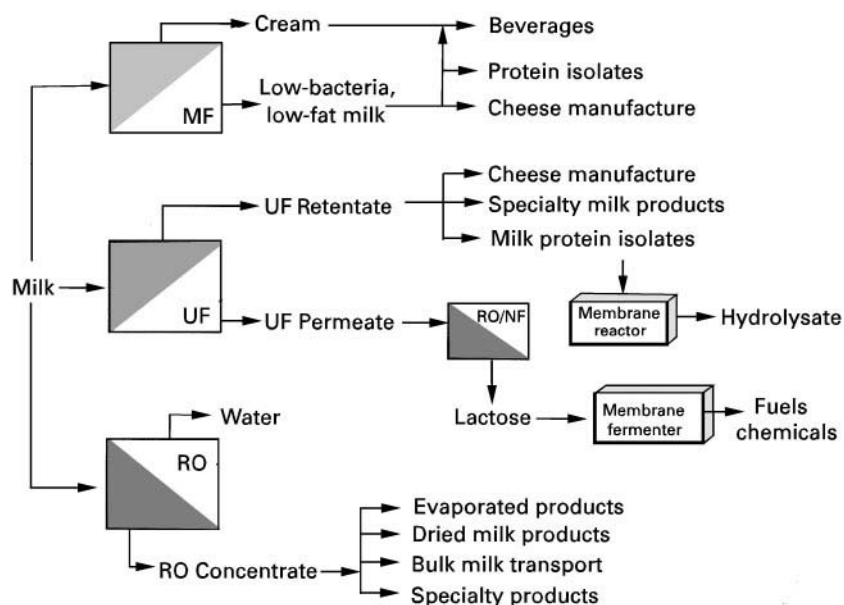 Cream
Beverages
Protein isolates
MF
Low-bacteria,
low-fat milk
Cheese manufacture
Cheese manufacture
UF Retentate
Specialty milk products
Milk protein isolates
Milk
UF
UF Permeate
RO/NF
Membrane
reactor
Hydrolysate
Water
Lactose
Membrane
fermenter
Fuels
chemicals
RO
Evaporated products
Dried milk products
RO Concentrate
Bulk milk transport
Specialty products